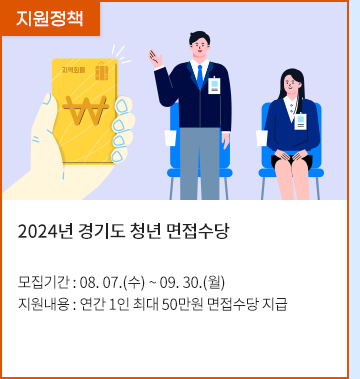 지원정책
지역화폐
₩
2024년 경기도 청년 면접수당
모집기간 : 08. 07.(수) ~ 09. 30.(월)
지원내용 : 연간 1인 최대 50만원 면접수당 지급